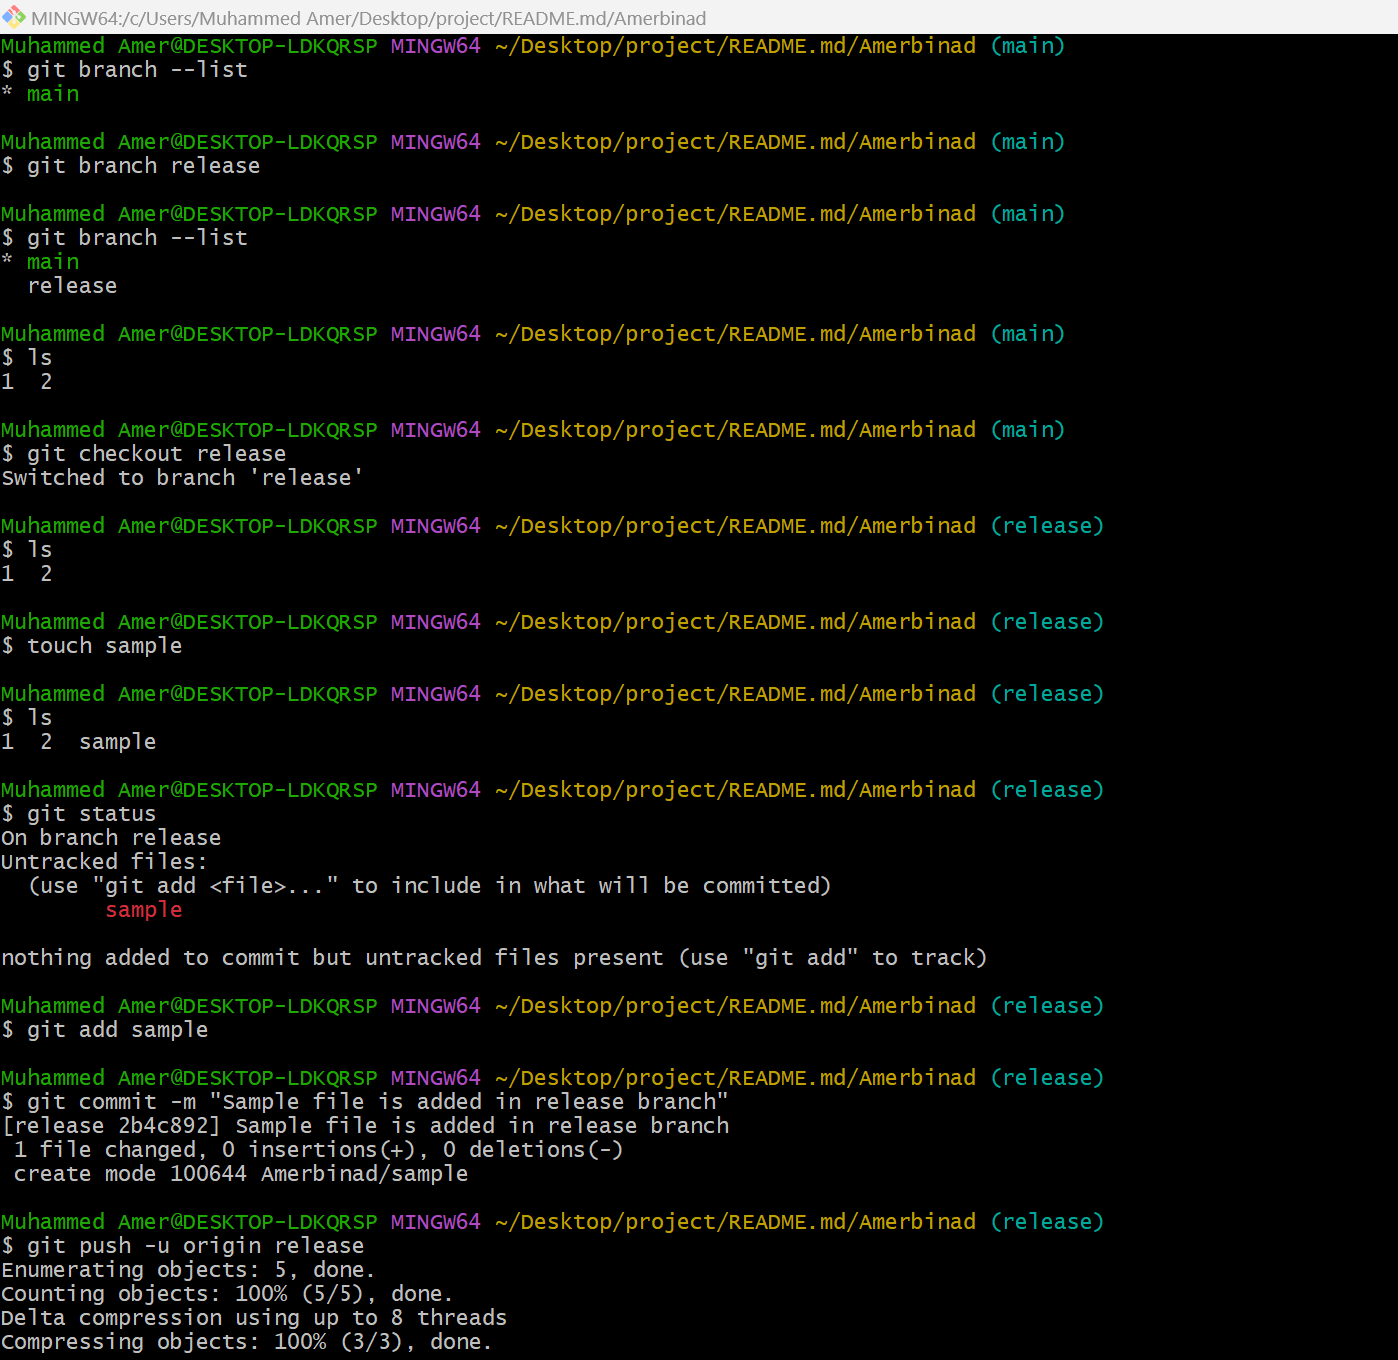 MINGW64:/c/Users/Muhammed Amer/Desktop/project/README.md/Amerbinad
Muhammed Amer@DESKTOP-LDKQRSP MINGW64 ~/Desktop/project/README.md/Amerbinad (main)
$ git branch --list
* main
Muhammed Amer@DESKTOP-LDKQRSP MINGW64 ~/Desktop/project/README.md/Amerbinad (main)
$ git branch release
Muhammed Amer@DESKTOP-LDKQRSP MINGW64 ~/Desktop/project/README.md/Amerbinad (main)
$ git branch --list
* main
  release
Muhammed Amer@DESKTOP-LDKQRSP MINGW64 ~/Desktop/project/README.md/Amerbinad (main)
$ ls
1  2
Muhammed Amer@DESKTOP-LDKQRSP MINGW64 ~/Desktop/project/README.md/Amerbinad (main)
$ git checkout release
Switched to branch 'release'
Muhammed Amer@DESKTOP-LDKQRSP MINGW64 ~/Desktop/project/README.md/Amerbinad (release)
$ ls
1  2
Muhammed Amer@DESKTOP-LDKQRSP MINGW64 ~/Desktop/project/README.md/Amerbinad (release)
$ touch sample
Muhammed Amer@DESKTOP-LDKQRSP MINGW64 ~/Desktop/project/README.md/Amerbinad (release)
$ ls
1  2  sample
Muhammed Amer@DESKTOP-LDKQRSP MINGW64 ~/Desktop/project/README.md/Amerbinad (release)
$ git status
On branch release
Untracked files:
  (use "git add <file>..." to include in what will be committed)
        sample
nothing added to commit but untracked files present (use "git add" to track)
Muhammed Amer@DESKTOP-LDKQRSP MINGW64 ~/Desktop/project/README.md/Amerbinad (release)
$ git add sample
Muhammed Amer@DESKTOP-LDKQRSP MINGW64 ~/Desktop/project/README.md/Amerbinad (release)
$ git commit -m "Sample file is added in release branch"
[release 2b4c892] Sample file is added in release branch
 1 file changed, 0 insertions(+), 0 deletions(-)
 create mode 100644 Amerbinad/sample
Muhammed Amer@DESKTOP-LDKQRSP MINGW64 ~/Desktop/project/README.md/Amerbinad (release)
$ git push -u origin release
Enumerating objects: 5, done.
Counting objects: 100% (5/5), done.
Delta compression using up to 8 threads
Compressing objects: 100% (3/3), done.